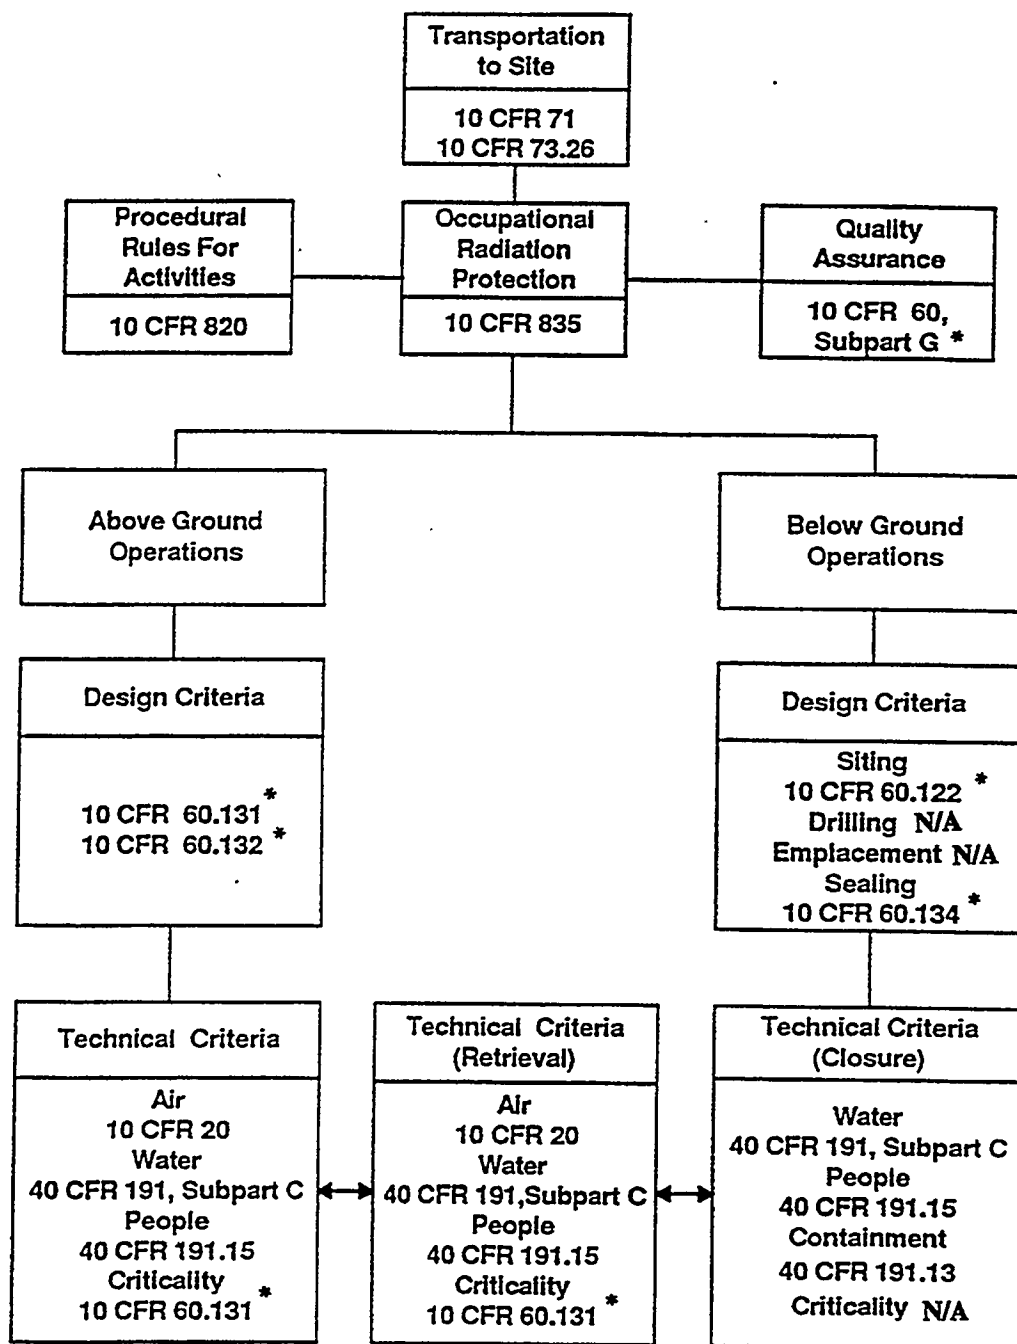 Transportation
to Site
10 CFR 71
10 CFR 73.26
Procedural
Rules For
Activities
10 CFR 820
Occupational
Radiation
Protection
10 CFR 835
Quality
Assurance
10 CFR 60,
Subpart G *
Above Ground
Operations
Below Ground
Operations
Design Criteria
10 CFR 60.131 *
10 CFR 60.132 *
Design Criteria
Siting
10 CFR 60.122 *
Drilling N/A
Emplacement N/A
Sealing
10 CFR 60.134 *
Technical Criteria
Air
10 CFR 20
Water
40 CFR 191, Subpart C
People
40 CFR 191.15
Criticality
10 CFR 60.131 *
Technical Criteria
(Retrieval)
Air
10 CFR 20
Water
40 CFR 191,Subpart C
People
40 CFR 191.15
Criticality
10 CFR 60.131 *
Technical Criteria
(Closure)
Water
40 CFR 191, Subpart C
People
40 CFR 191.15
Containment
40 CFR 191.13
Criticality N/A